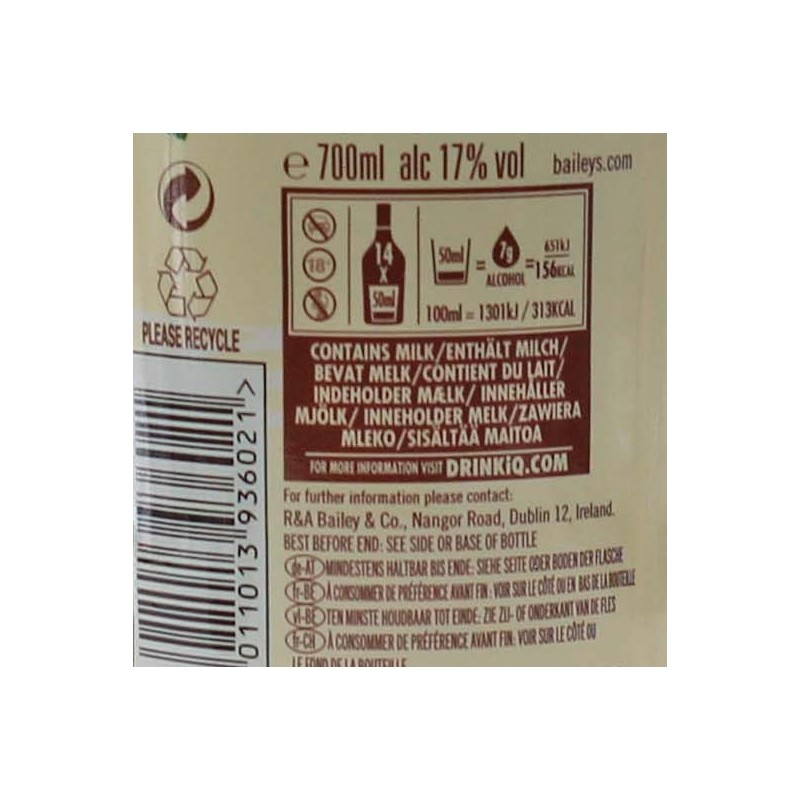 e 700ml alc 17% vol baileys.com
18+
14
X
50ml
50ml = 7g ALCOHOL = 651kJ 156KCAL
100ml = 1301kJ / 313KCAL
PLEASE RECYCLE
CONTAINS MILK/ENTHÄLT MILCH/
BEVAT MELK/CONTIENT DU LAIT/
INDEHOLDER MÆLK/ INNEHÅLLER
MJÖLK/ INNEHOLDER MELK/ZAWIERA
MLEKO/SISÄLTÄÄ MAITOA
FOR MORE INFORMATION VISIT DRINKiQ.COM
011013 936021 >
For further information please contact:
R&A Bailey & Co., Nangor Road, Dublin 12, Ireland.
BEST BEFORE END: SEE SIDE OR BASE OF BOTTLE
de-AT MINDESTENS HALTBAR BIS ENDE: SIEHE SEITE ODER BODEN DER FLASCHE
fr-BE À CONSOMMER DE PRÉFÉRENCE AVANT FIN: VOIR SUR LE CÔTÉ OU EN BAS DE LA BOUTEILLE
vl-BE TEN MINSTE HOUDBAAR TOT EINDE: ZIE ZIJ- OF ONDERKANT VAN DE FLES
fr-CH À CONSOMMER DE PRÉFÉRENCE AVANT FIN: VOIR SUR LE CÔTÉ OU
LE FOND DE LA BOUTEILLE